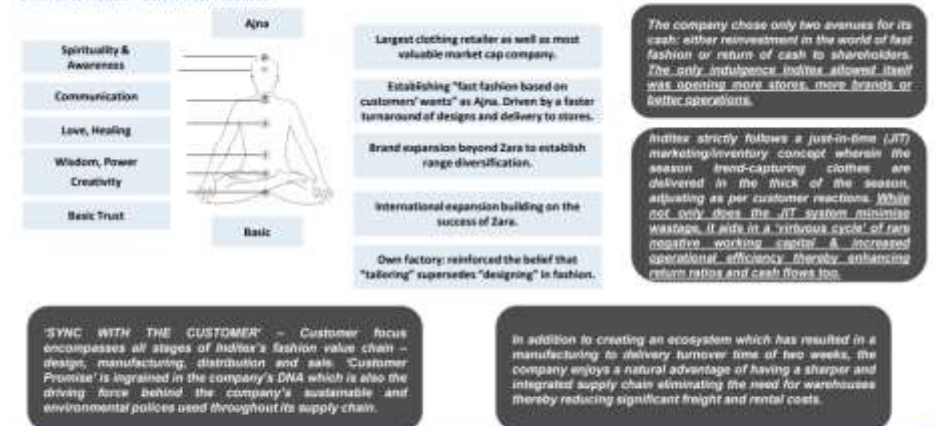 Ajna
Spirituality &
Awareness
Communication
Love, Healing
Wisdom, Power
Creativity
Basic Trust
Basic
Largest clothing retailer as well as most
valuable market cap company.
Establishing "fast fashion based on
customers' wants" as Ajna. Driven by a faster
turnaround of designs and delivery to stores.
Brand expansion beyond Zara to establish
range diversification.
International expansion building on the
success of Zara.
Own factory: reinforced the belief that
"tailoring" supersedes "designing" in fashion.
The company chose only two avenues for its
cash: either reinvestment in the world of fast
fashion or return of cash to shareholders.
The only indulgence Inditex allowed itself
was opening more stores, more brands or
better operations.
Inditex strictly follows a just-in-time (JIT)
marketing/inventory concept wherein the
season trend-capturing clothes are
delivered in the thick of the season,
adjusting as per customer reactions. While
not only does the JIT system minimise
wastage, it aids in a 'virtuous cycle' of rare
negative working capital & increased
operational efficiency thereby enhancing
return ratios and cash flows too.
'SYNC WITH THE CUSTOMER' – Customer focus
encompasses all stages of Inditex's fashion value chain –
design, manufacturing, distribution and sale. 'Customer
Promise' is ingrained in the company's DNA which is also the
driving force behind the company's sustainable and
environmental polices used throughout its supply chain.
In addition to creating an ecosystem which has resulted in a
manufacturing to delivery turnover time of two weeks, the
company enjoys a natural advantage of having a sharper and
integrated supply chain eliminating the need for warehouses
thereby reducing significant freight and rental costs.